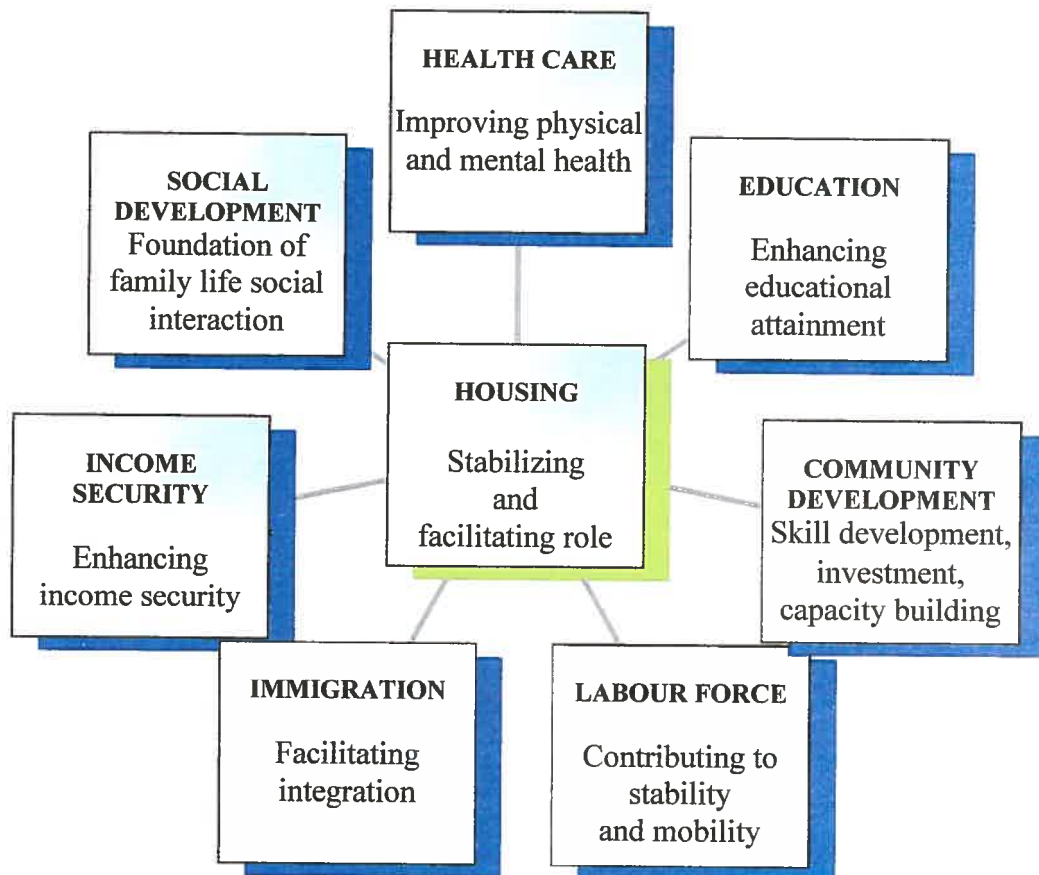 HEALTH CARE
Improving physical
and mental health
SOCIAL
DEVELOPMENT
Foundation of
family life social
interaction
EDUCATION
Enhancing
educational
attainment
HOUSING
Stabilizing
and
facilitating role
INCOME
SECURITY
Enhancing
income security
COMMUNITY
DEVELOPMENT
Skill development,
investment,
capacity building
IMMIGRATION
Facilitating
integration
LABOUR FORCE
Contributing to
stability
and mobility